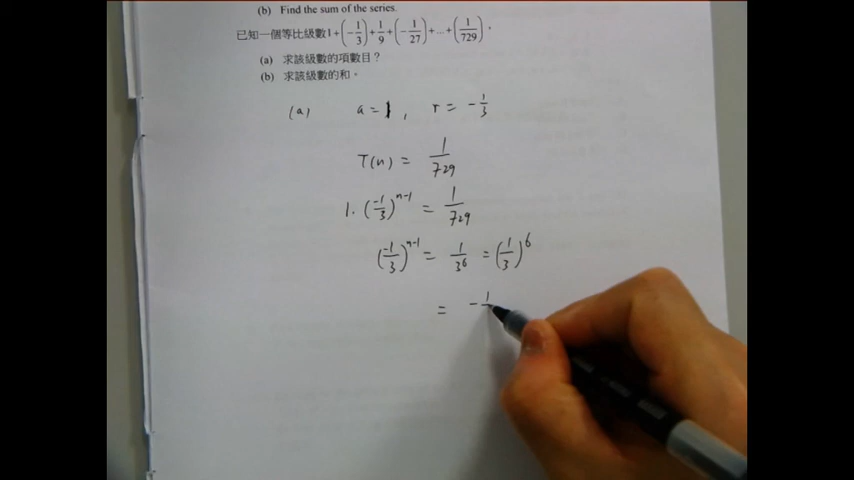 (b) Find the sum of the series.
已知一個等比級數1+(-1/3)+1/9+(-1/27)+...+(1/729)。
(a) 求該級數的項數目？
(b) 求該級數的和。
(a) a = 1, r = -1/3
T(n) = 1/729
1·(-1/3)^(n-1) = 1/729
(-1/3)^(n-1) = 1/3^6 = (1/3)^6
= -1